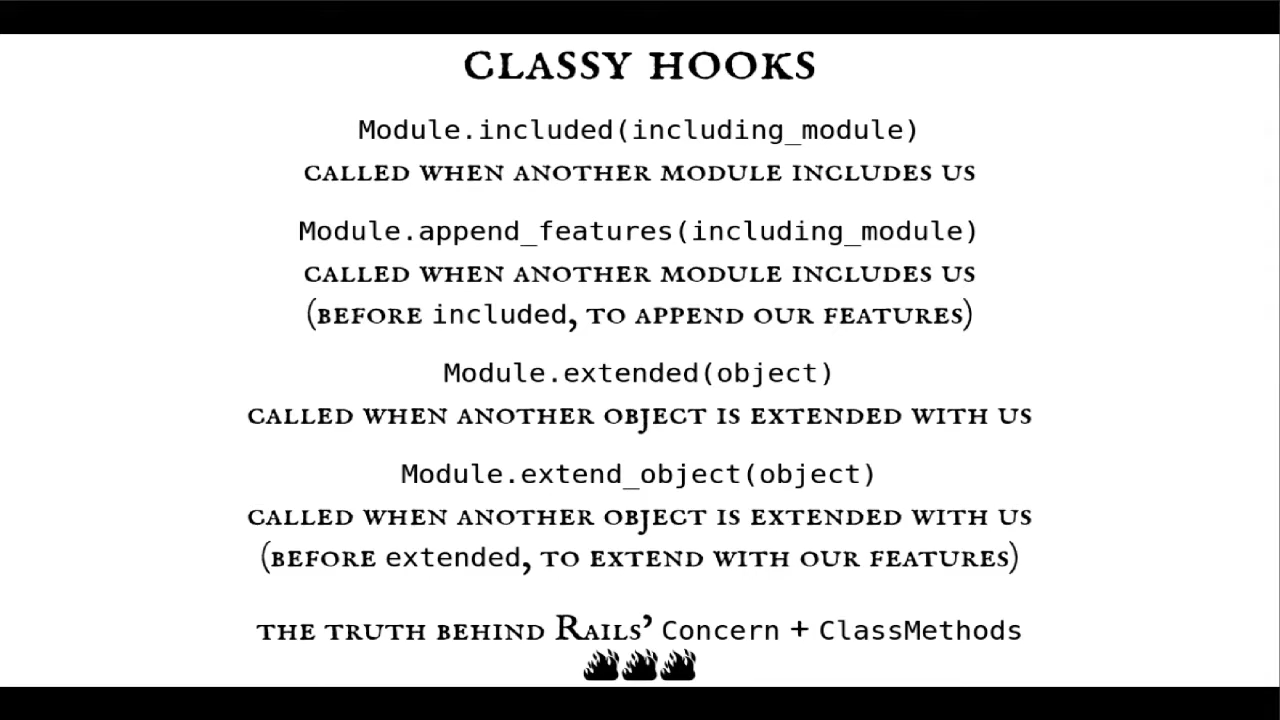 CLASSY HOOKS
Module.included(including_module)
CALLED WHEN ANOTHER MODULE INCLUDES US
Module.append_features(including_module)
CALLED WHEN ANOTHER MODULE INCLUDES US
(BEFORE included, TO APPEND OUR FEATURES)
Module.extended(object)
CALLED WHEN ANOTHER OBJECT IS EXTENDED WITH US
Module.extend_object(object)
CALLED WHEN ANOTHER OBJECT IS EXTENDED WITH US
(BEFORE extended, TO EXTEND WITH OUR FEATURES)
THE TRUTH BEHIND RAILS’ Concern + ClassMethods